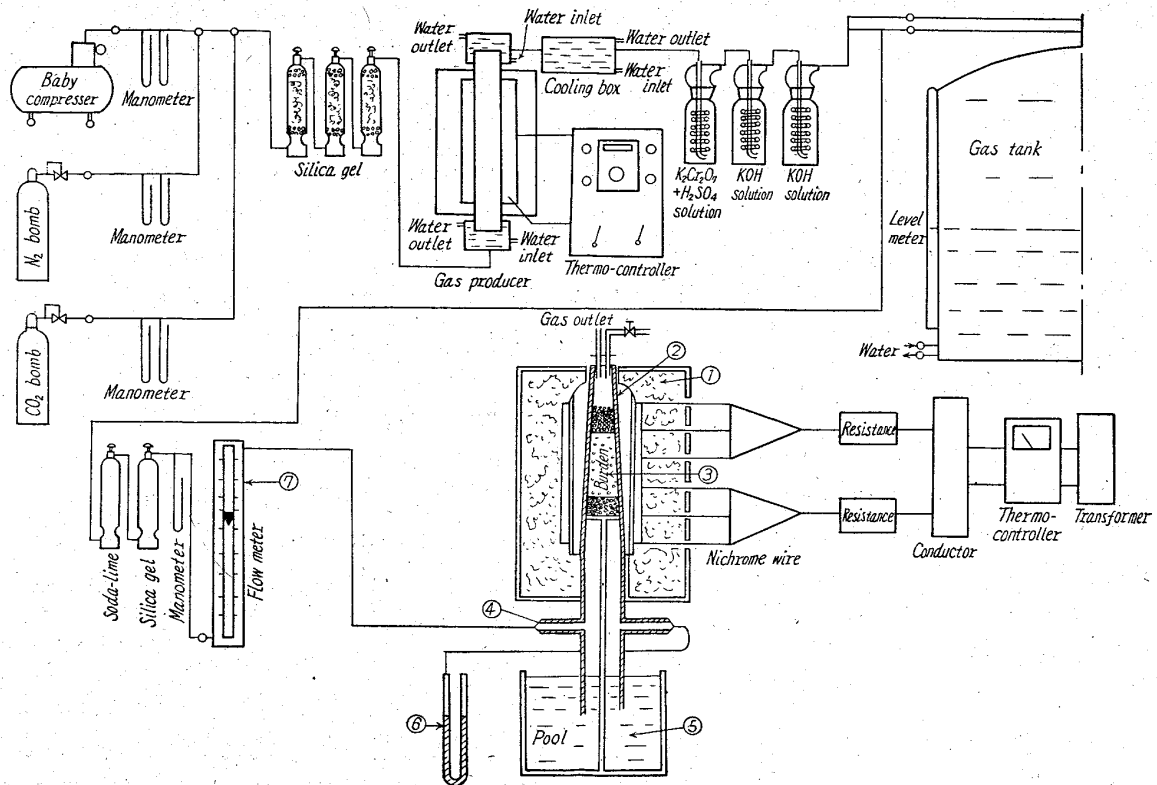 Baby
compresser
Manometer
N₂ bomb
Manometer
CO₂ bomb
Manometer
Silica gel
Water
outlet
Water inlet
Water
outlet
Water
inlet
Gas producer
Water outlet
Water
inlet
Cooling box
Thermo-controller
K₂Cr₂O₇
+H₂SO₄
solution
KOH
solution
KOH
solution
Gas tank
Level
meter
Water
Gas outlet
①
②
③
Burden
④
⑤
Pool
⑥
⑦
Soda-lime
Silica gel
Manometer
Flow meter
Nichrome wire
Resistance
Resistance
Conductor
Thermo-
controller
Transformer